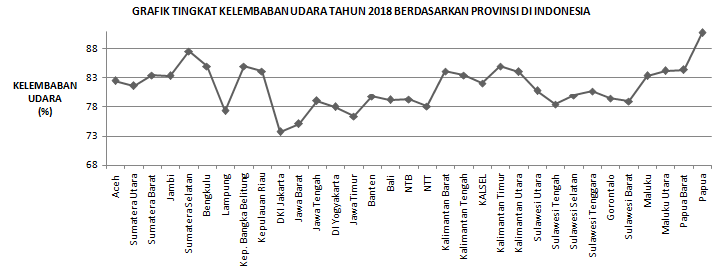 GRAFIK TINGKAT KELEMBABAN UDARA TAHUN 2018 BERDASARKAN PROVINSI DI INDONESIA
KELEMBABAN
UDARA
(%)
88
83
78
73
68
Aceh
Sumatera Utara
Sumatera Barat
Jambi
Sumatera Selatan
Bengkulu
Lampung
Kep. Bangka Belitung
Kepulauan Riau
DKI Jakarta
Jawa Barat
Jawa Tengah
DI Yogyakarta
Jawa Timur
Banten
Bali
NTB
NTT
Kalimantan Barat
Kalimantan Tengah
KALSEL
Kalimantan Timur
Kalimantan Utara
Sulawesi Utara
Sulawesi Tengah
Sulawesi Selatan
Sulawesi Tenggara
Gorontalo
Sulawesi Barat
Maluku
Maluku Utara
Papua Barat
Papua